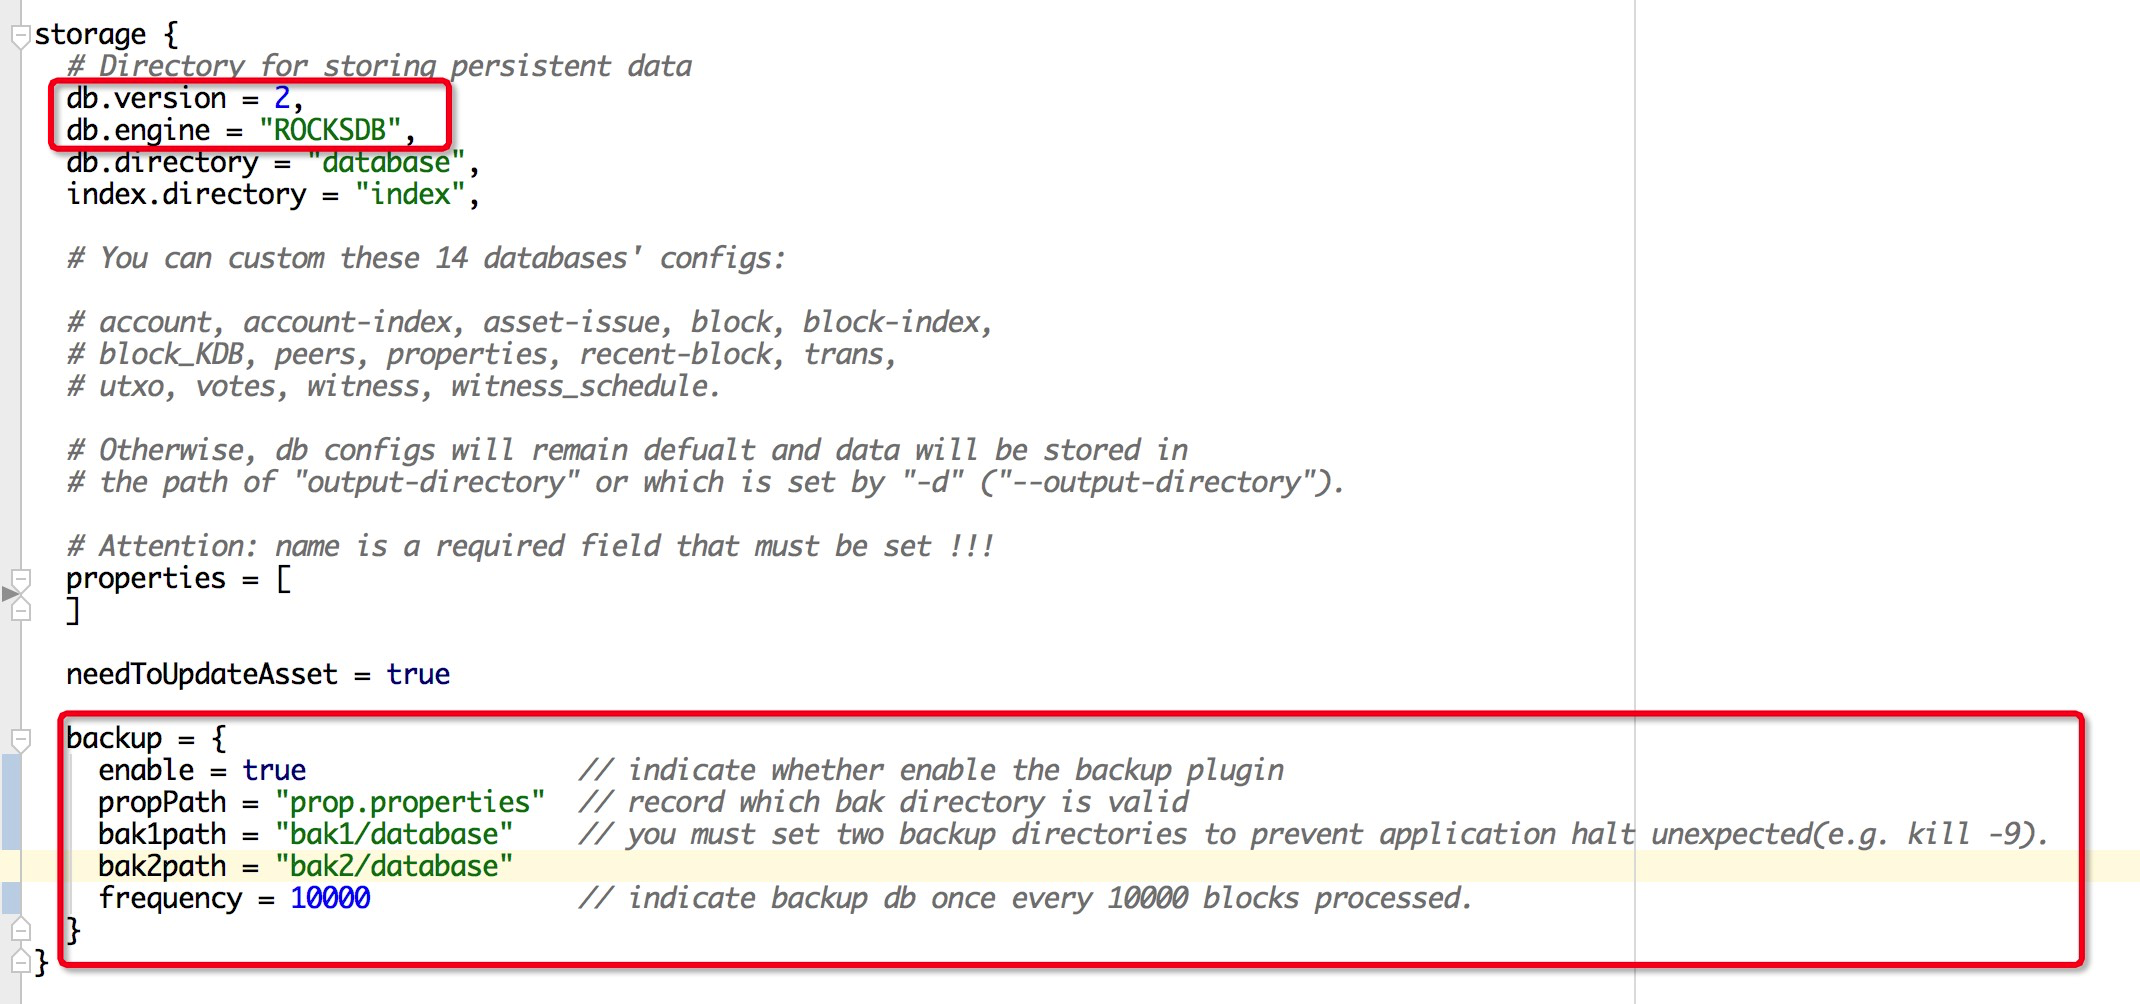 storage {
# Directory for storing persistent data
db.version = 2,
db.engine = "ROCKSDB",
db.directory = "database",
index.directory = "index",
# You can custom these 14 databases' configs:
# account, account-index, asset-issue, block, block-index,
# block_KDB, peers, properties, recent-block, trans,
# utxo, votes, witness, witness_schedule.
# Otherwise, db configs will remain defualt and data will be stored in
# the path of "output-directory" or which is set by "-d" ("--output-directory").
# Attention: name is a required field that must be set !!!
properties = [
]
needToUpdateAsset = true
backup = {
enable = true // indicate whether enable the backup plugin
propPath = "prop.properties" // record which bak directory is valid
bak1path = "bak1/database" // you must set two backup directories to prevent application halt unexpected(e.g. kill -9).
bak2path = "bak2/database"
frequency = 10000 // indicate backup db once every 10000 blocks processed.
}
}